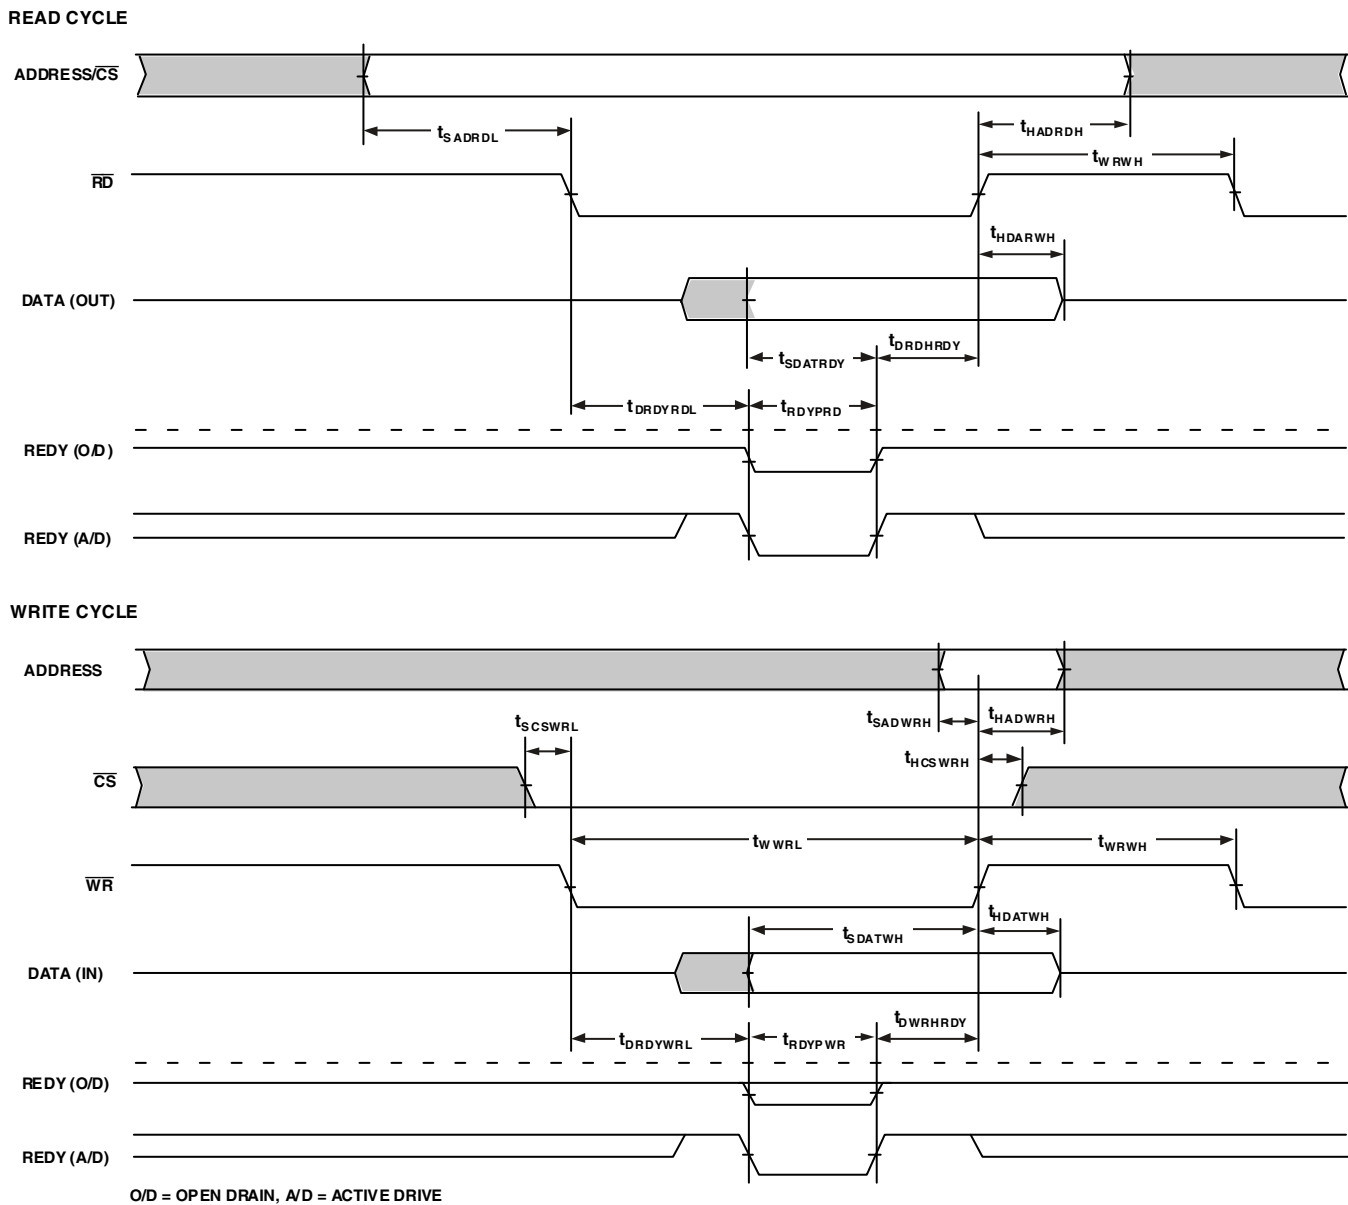 READ CYCLE
ADDRESS/CS
tSADRDL
tHADRDH
tWRWH
RD
tHDARWH
DATA (OUT)
tSDATRDY
tDRDHRDY
tDRDYRDL
tRDYPRD
REDY (O/D)
REDY (A/D)
WRITE CYCLE
ADDRESS
tSCSWRL
tSADWRH
tHADWRH
tHCSWRH
CS
tWWRL
tWRWH
WR
tSDATWH
tHDATWH
DATA (IN)
tDRDYWRL
tRDYPWR
tDWRHRDY
REDY (O/D)
REDY (A/D)
O/D = OPEN DRAIN, A/D = ACTIVE DRIVE